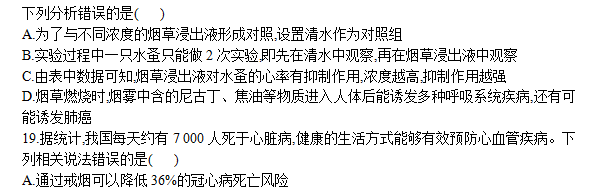 下列分析错误的是(　　)
A.为了与不同浓度的烟草浸出液形成对照,设置清水作为对照组
B.实验过程中一只水蚤只能做2次实验,即先在清水中观察,再在烟草浸出液中观察
C.由表中数据可知,烟草浸出液对水蚤的心率有抑制作用,浓度越高,抑制作用越强
D.烟草燃烧时,烟雾中含的尼古丁、焦油等物质进入人体后能诱发多种呼吸系统疾病,还有可
能诱发肺癌
19.据统计,我国每天约有 7 000 人死于心脏病,健康的生活方式能够有效预防心血管疾病。下
列相关说法错误的是(　　)
A.通过戒烟可以降低36%的冠心病死亡风险